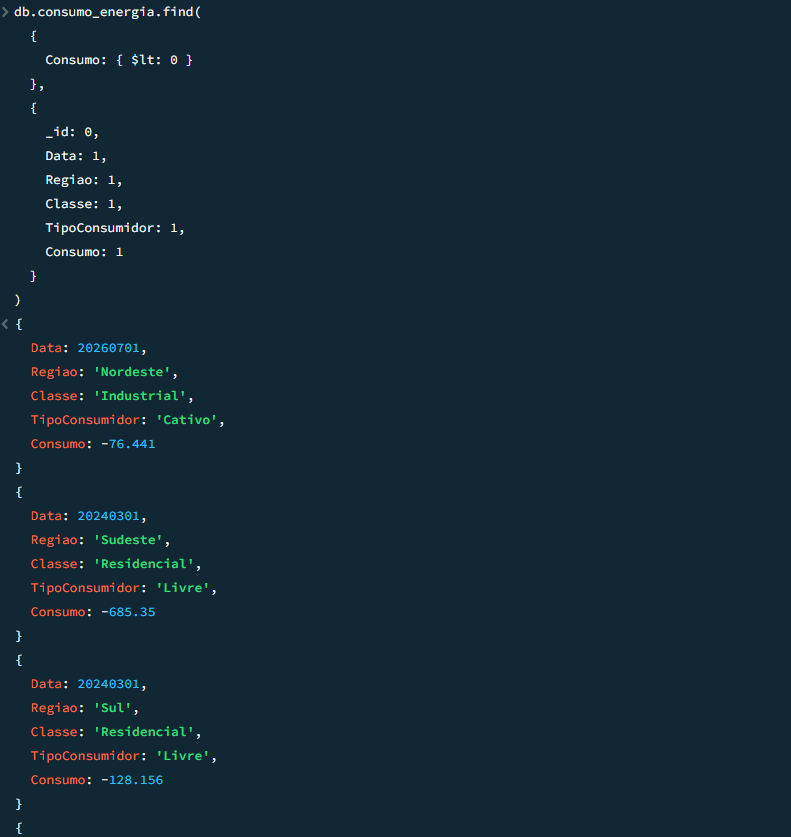 > db.consumo_energia.find(
{
Consumo: { $lt: 0 }
},
{
_id: 0,
Data: 1,
Regiao: 1,
Classe: 1,
TipoConsumidor: 1,
Consumo: 1
}
)
< {
Data: 20260701,
Regiao: 'Nordeste',
Classe: 'Industrial',
TipoConsumidor: 'Cativo',
Consumo: -76.441
}
{
Data: 20240301,
Regiao: 'Sudeste',
Classe: 'Residencial',
TipoConsumidor: 'Livre',
Consumo: -685.35
}
{
Data: 20240301,
Regiao: 'Sul',
Classe: 'Residencial',
TipoConsumidor: 'Livre',
Consumo: -128.156
}
{